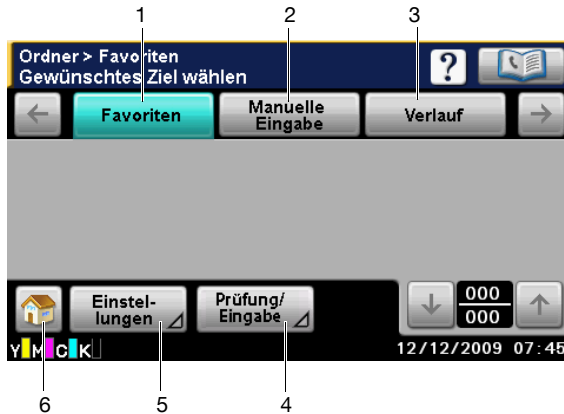 1 2 3
Ordner > Favoriten
Gewünschtes Ziel wählen
?
Favoriten
Manuelle
Eingabe
Verlauf
Einstel-
lungen
Prüfung/
Eingabe
000
000
Y M C K
12/12/2009 07:45
6 5 4